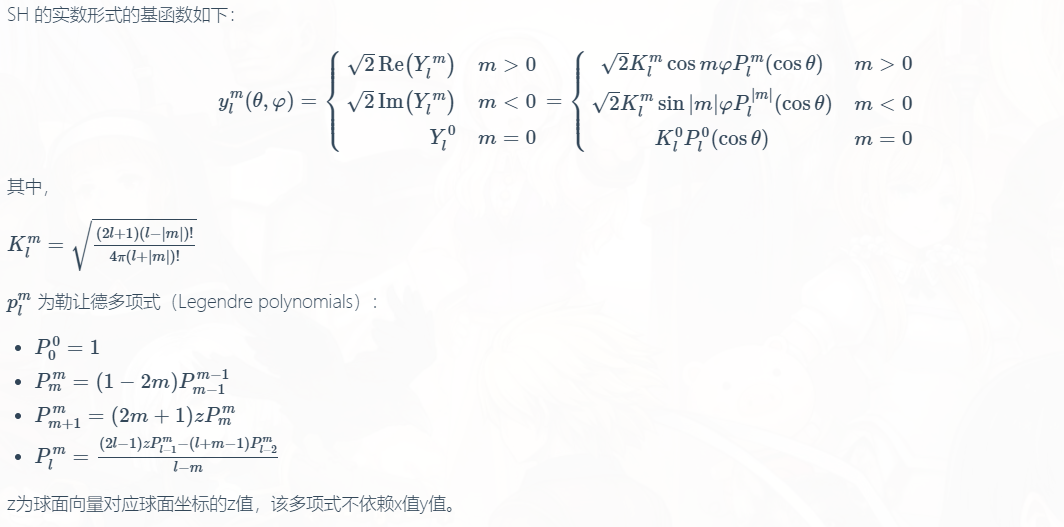 SH 的实数形式的基函数如下：
$y_l^m(\theta,\varphi) = \begin{cases} \sqrt{2}\operatorname{Re}(Y_l^m) & m>0 \\ \sqrt{2}\operatorname{Im}(Y_l^m) & m<0 \\ Y_l^0 & m=0 \end{cases} = \begin{cases} \sqrt{2}K_l^m \cos m\varphi P_l^m(\cos\theta) & m>0 \\ \sqrt{2}K_l^m \sin|m|\varphi P_l^{|m|}(\cos\theta) & m<0 \\ K_l^0 P_l^0(\cos\theta) & m=0 \end{cases}$
其中，
$K_l^m = \sqrt{\frac{(2l+1)(l-|m|)!}{4\pi(l+|m|)!}}$
$p_l^m$ 为勒让德多项式（Legendre polynomials）：
• $P_0^0 = 1$
• $P_m^m = (1-2m)P_{m-1}^{m-1}$
• $P_{m+1}^m = (2m+1)zP_m^m$
• $P_l^m = \frac{(2l-1)zP_{l-1}^m-(l+m-1)P_{l-2}^m}{l-m}$
z为球面向量对应球面坐标的z值，该多项式不依赖x值y值。